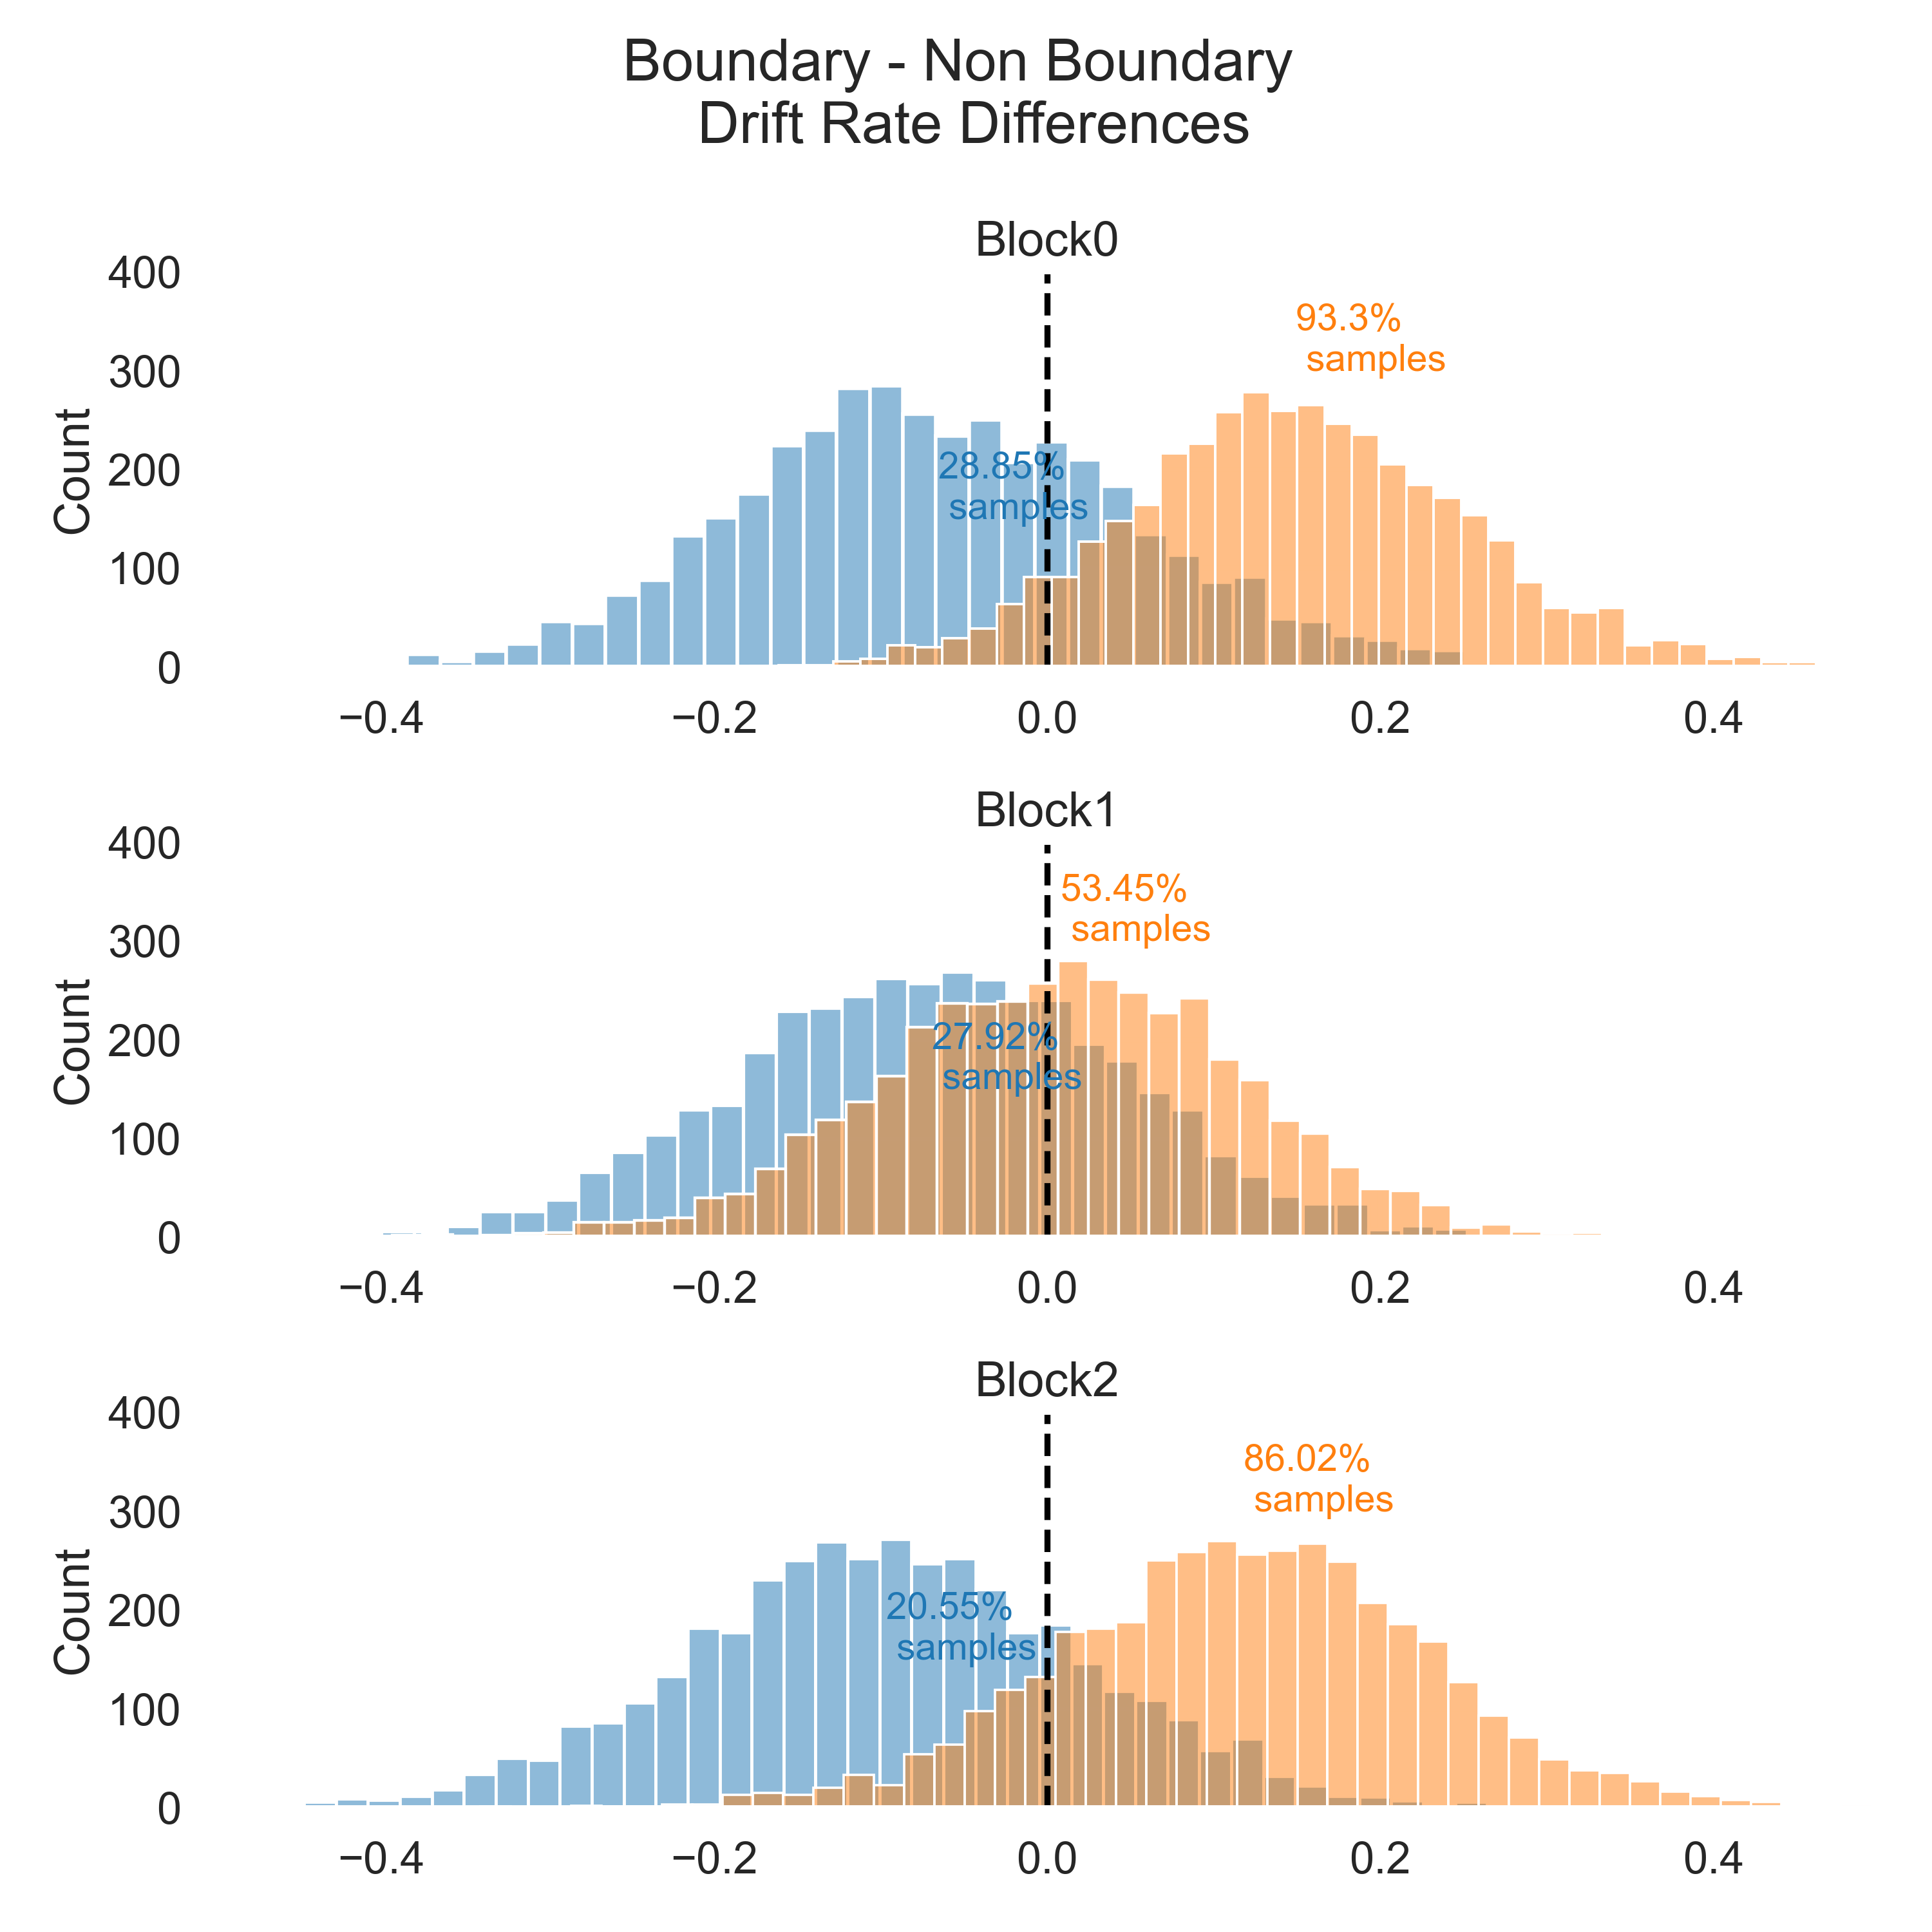 Boundary - Non Boundary
Drift Rate Differences
Block0
400
300
200
100
0
Count
93.3%
samples
28.85%
samples
−0.4 −0.2 0.0 0.2 0.4
Block1
400
300
200
100
0
Count
53.45%
samples
27.92%
samples
−0.4 −0.2 0.0 0.2 0.4
Block2
400
300
200
100
0
Count
86.02%
samples
20.55%
samples
−0.4 −0.2 0.0 0.2 0.4